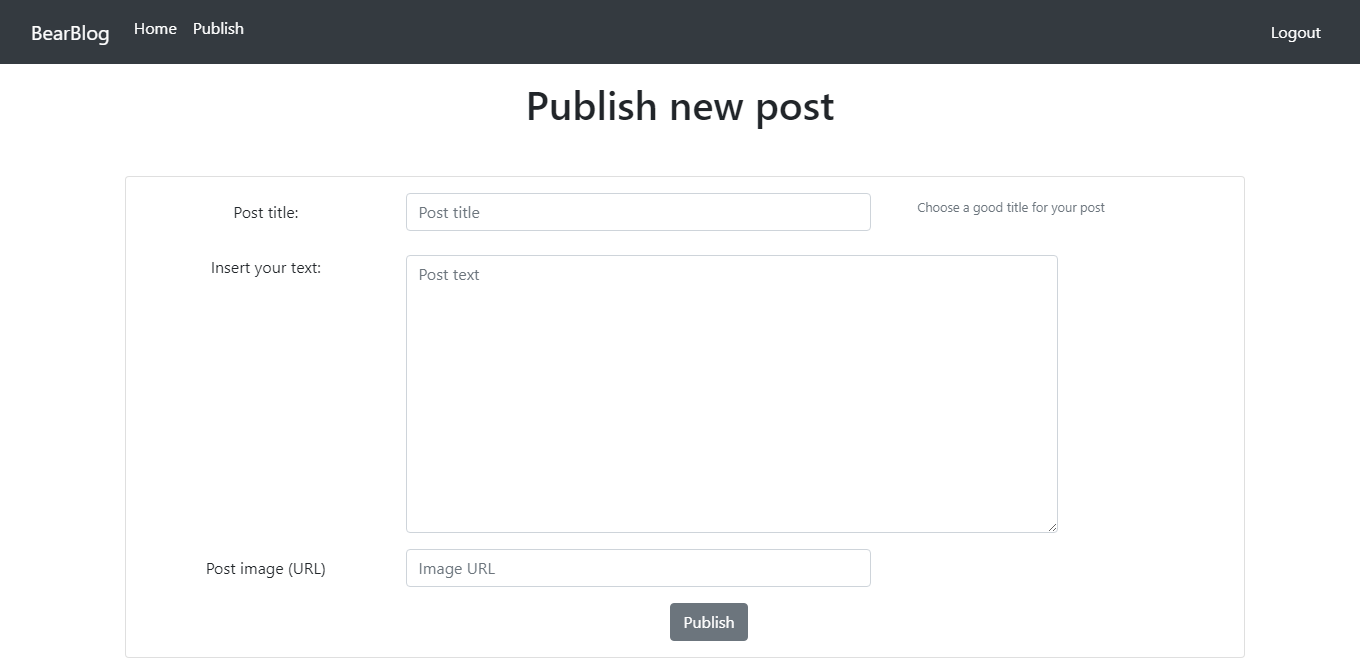 BearBlog Home Publish Logout
Publish new post
Post title: Post title Choose a good title for your post
Insert your text: Post text
Post image (URL) Image URL
Publish